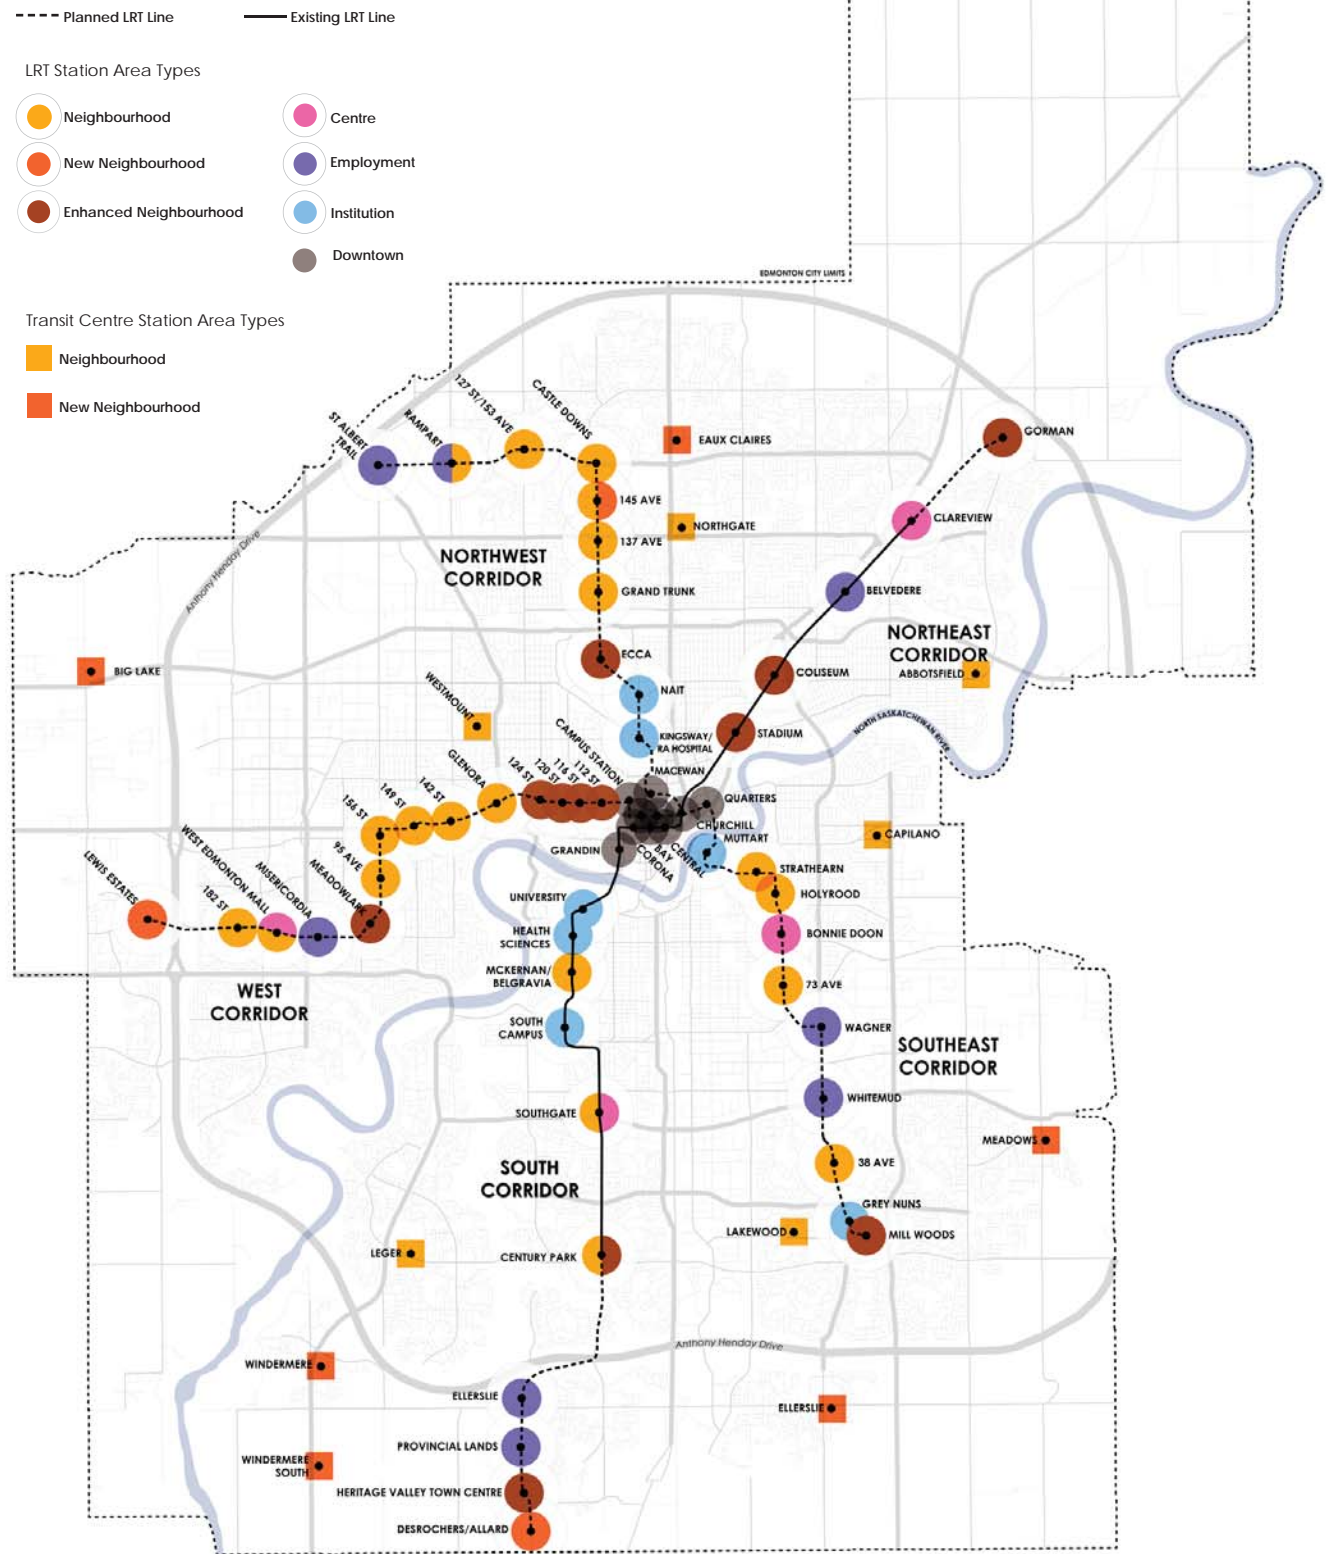 Planned LRT Line
Existing LRT Line
LRT Station Area Types
Neighbourhood
Centre
New Neighbourhood
Employment
Enhanced Neighbourhood
Institution
Downtown
EDMONTON CITY LIMITS
Transit Centre Station Area Types
Neighbourhood
New Neighbourhood
ST ALBERT
TRAIL
RAMPART
127 ST/153 AVE
CASTLE DOWNS
EAUX CLAIRES
GORMAN
145 AVE
NORTHGATE
CLAREVIEW
137 AVE
Anthony Henday Drive
NORTHWEST
CORRIDOR
GRAND TRUNK
BELVEDERE
NORTHEAST
CORRIDOR
ECCA
BIG LAKE
COLISEUM
ABBOTSFIELD
NAIT
WESTMOUNT
KINGSWAY/
RA HOSPITAL
STADIUM
NORTH SASKATCHEWAN RIVER
CAMPUS STATION
MACEWAN
GLENORA
124 ST
120 ST
116 ST
112 ST
QUARTERS
156 ST
149 ST
142 ST
CHURCHILL
MUTTART
CAPILANO
GRANDIN
CORONA
BAY
CENTRAL
95 AVE
STRATHEARN
LEWIS ESTATES
182 ST
WEST EDMONTON MALL
MISERICORDIA
MEADOWLARK
HOLYROOD
UNIVERSITY
HEALTH
SCIENCES
BONNIE DOON
MCKERNAN/
BELGRAVIA
73 AVE
WEST
CORRIDOR
SOUTH
CAMPUS
WAGNER
SOUTHEAST
CORRIDOR
WHITEMUD
SOUTHGATE
MEADOWS
38 AVE
SOUTH
CORRIDOR
GREY NUNS
LAKEWOOD
MILL WOODS
LEGER
CENTURY PARK
Anthony Henday Drive
WINDERMERE
ELLERSLIE
ELLERSLIE
PROVINCIAL LANDS
WINDERMERE
SOUTH
HERITAGE VALLEY TOWN CENTRE
DESROCHERS/ALLARD